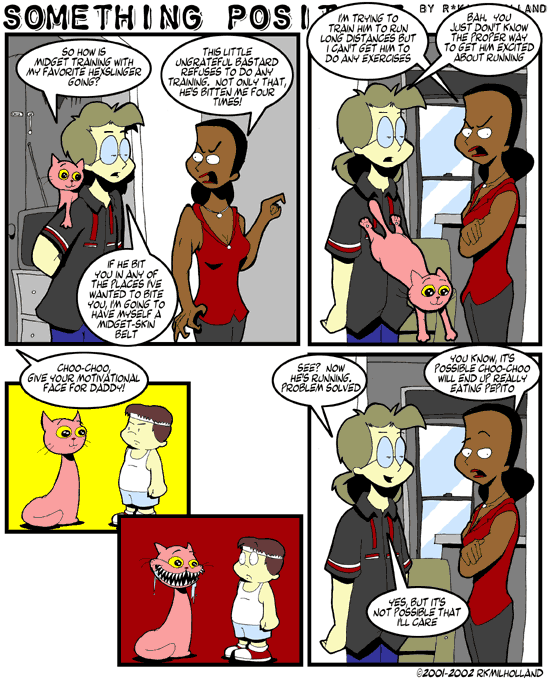 SOMETHING POSIT
BY R*K MILHOLLAND
SO HOW IS
MIDGET TRAINING WITH
MY FAVORITE HEXSLINGER
GOING?
THIS LITTLE
UNGRATEFUL BASTARD
REFUSES TO DO ANY
TRAINING. NOT ONLY THAT,
HE'S BITTEN ME FOUR
TIMES!
IF HE BIT
YOU IN ANY OF
THE PLACES I'VE
WANTED TO BITE
YOU, I'M GOING TO
HAVE MYSELF A
MIDGET-SKIN
BELT
I'M TRYING TO
TRAIN HIM TO RUN
LONG DISTANCES BUT
I CAN'T GET HIM TO
DO ANY EXERCISES
BAH. YOU
JUST DON'T KNOW
THE PROPER WAY
TO GET HIM EXCITED
ABOUT RUNNING
CHOO-CHOO,
GIVE YOUR MOTIVATIONAL
FACE FOR DADDY!
SEE? NOW
HE'S RUNNING.
PROBLEM SOLVED
YOU KNOW, IT'S
POSSIBLE CHOO-CHOO
WILL END UP REALLY
EATING PEPITO
YES, BUT IT'S
NOT POSSIBLE THAT
I'LL CARE
©2001-2002 RKMILHOLLAND